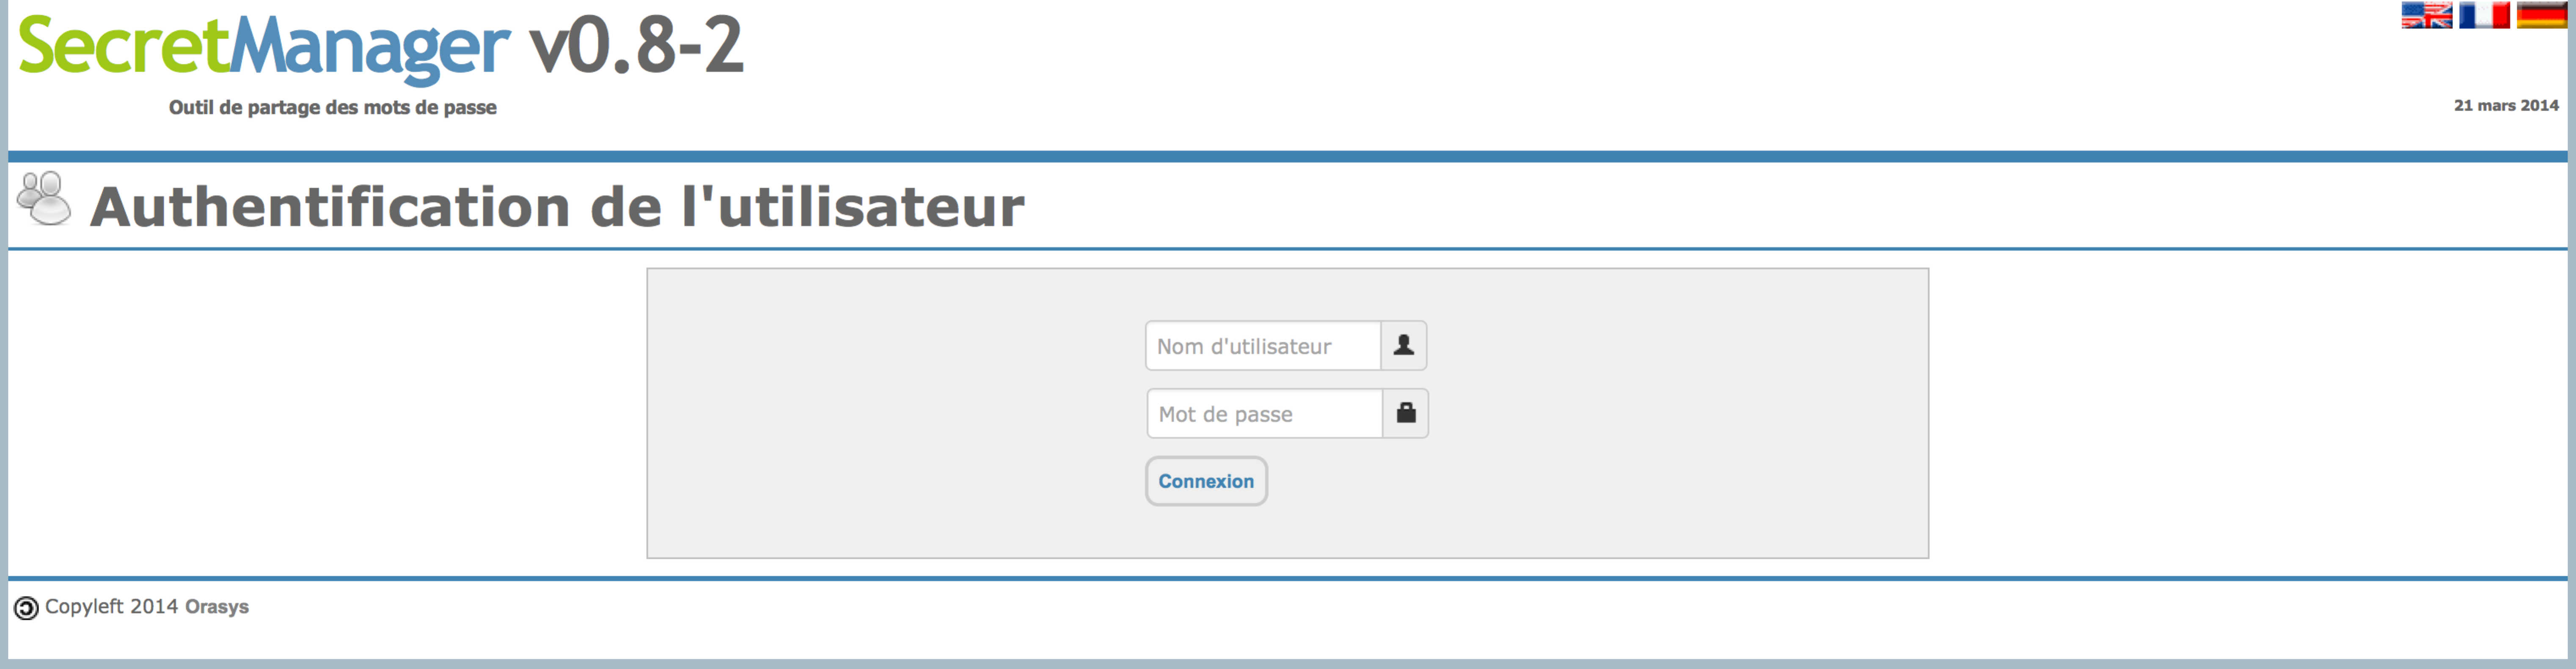 SecretManager v0.8-2
Outil de partage des mots de passe
21 mars 2014
Authentification de l'utilisateur
Nom d'utilisateur
Mot de passe
Connexion
Copyleft 2014 Orasys